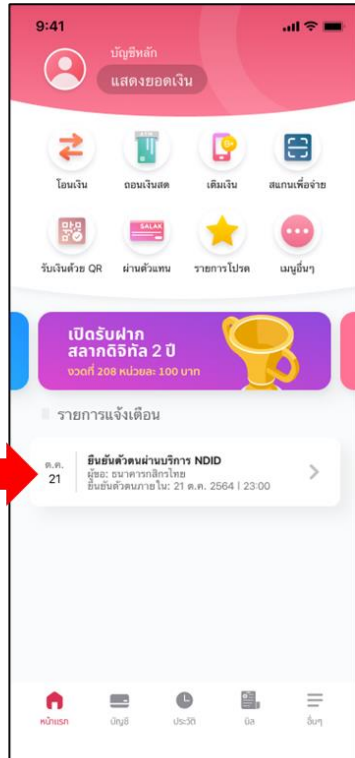 9:41
บัญชีหลัก
แสดงยอดเงิน
โอนเงิน
ถอนเงินสด
เติมเงิน
สแกนเพื่อจ่าย
SALAK
รับเงินด้วย QR
ผ่านตัวแทน
รายการโปรด
เมนูอื่นๆ
เปิดรับฝาก
สลากดิจิทัล 2 ปี
งวดที่ 208 หน่วยละ 100 บาท
รายการแจ้งเตือน
ต.ค.
21
ยืนยันตัวตนผ่านบริการ NDID
ผู้ขอ: ธนาคารกสิกรไทย
ยืนยันตัวตนภายใน: 21 ต.ค. 2564 | 23:00
หน้าแรก
บัญชี
ประวัติ
บิล
อื่นๆ